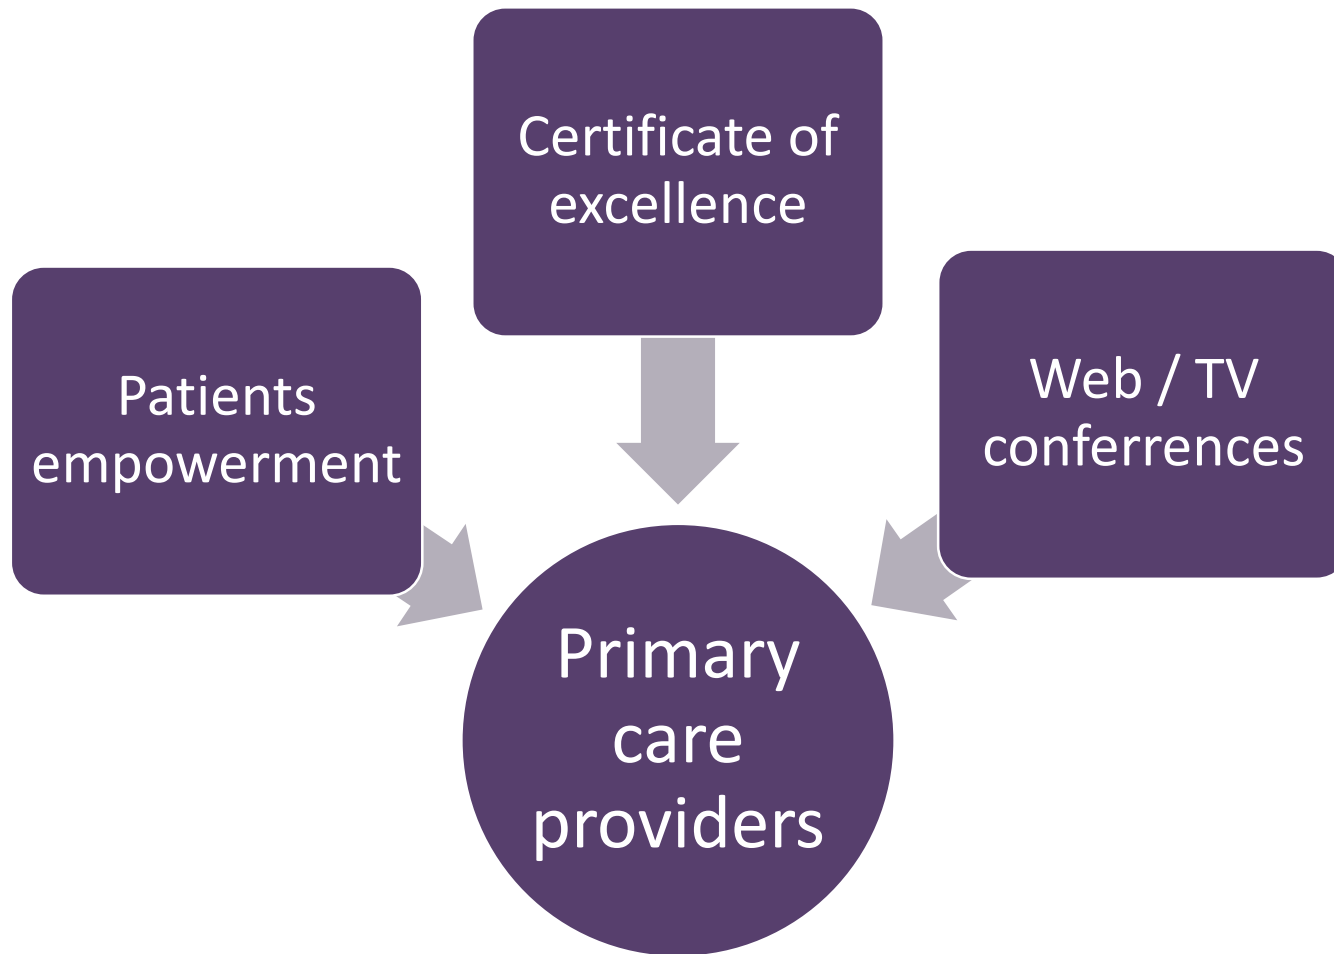 Certificate of
excellence
Patients
empowerment
Web / TV
conferrences
Primary
care
providers